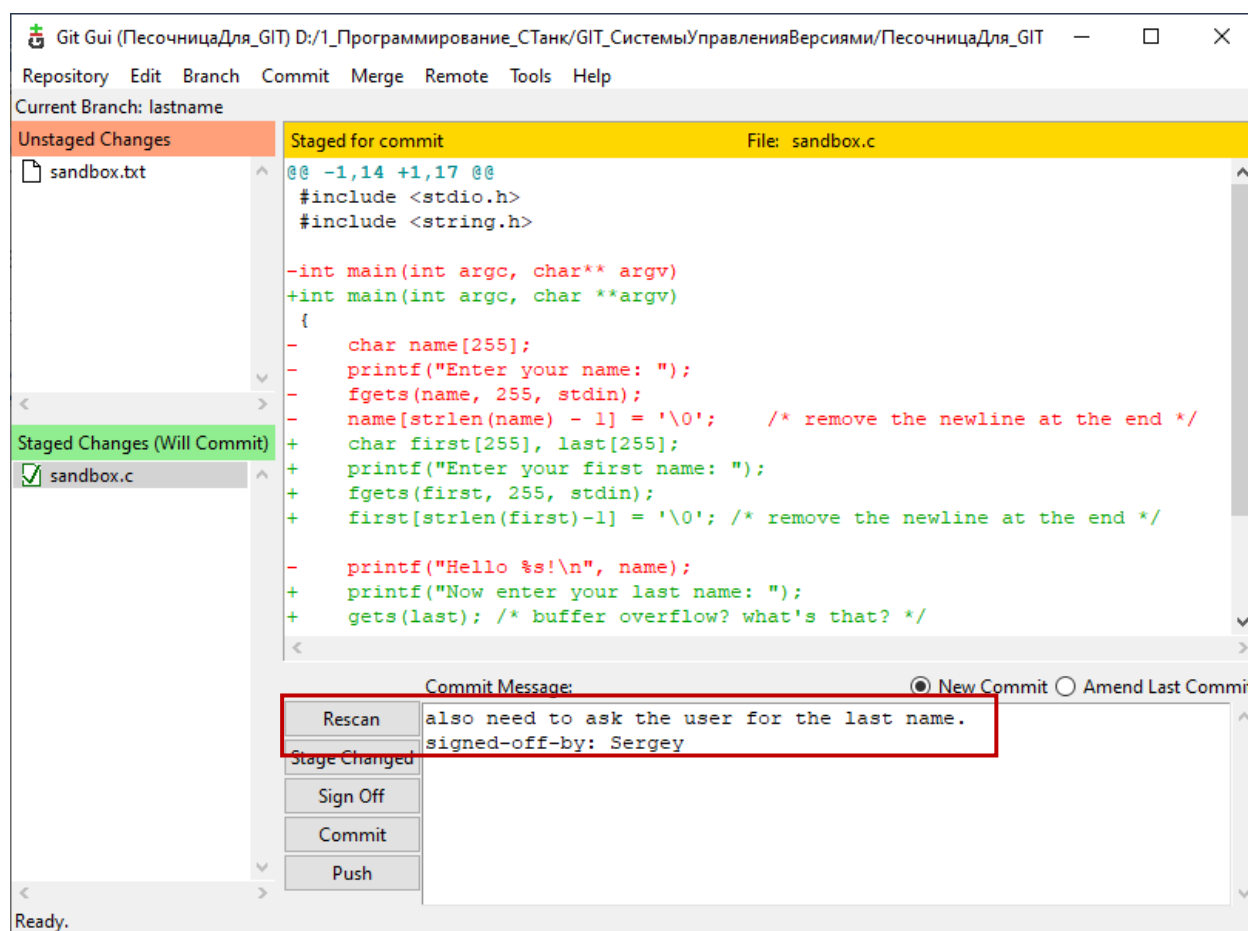 Git Gui (ПесочницаДля_GIT) D:/1_Программирование_СТанк/GIT_СистемыУправленияВерсиями/ПесочницаДля_GIT
Repository Edit Branch Commit Merge Remote Tools Help
Current Branch: lastname
Unstaged Changes
sandbox.txt
Staged Changes (Will Commit)
sandbox.c
Staged for commit File: sandbox.c
@@ -1,14 +1,17 @@
 #include <stdio.h>
 #include <string.h>
-int main(int argc, char** argv)
+int main(int argc, char **argv)
 {
-    char name[255];
-    printf("Enter your name: ");
-    fgets(name, 255, stdin);
-    name[strlen(name) - 1] = '\0';    /* remove the newline at the end */
+    char first[255], last[255];
+    printf("Enter your first name: ");
+    fgets(first, 255, stdin);
+    first[strlen(first)-1] = '\0'; /* remove the newline at the end */
-    printf("Hello %s!\n", name);
+    printf("Now enter your last name: ");
+    gets(last); /* buffer overflow? what's that? */
Commit Message: New Commit Amend Last Commit
Rescan
Stage Changed
Sign Off
Commit
Push
also need to ask the user for the last name.
signed-off-by: Sergey
Ready.